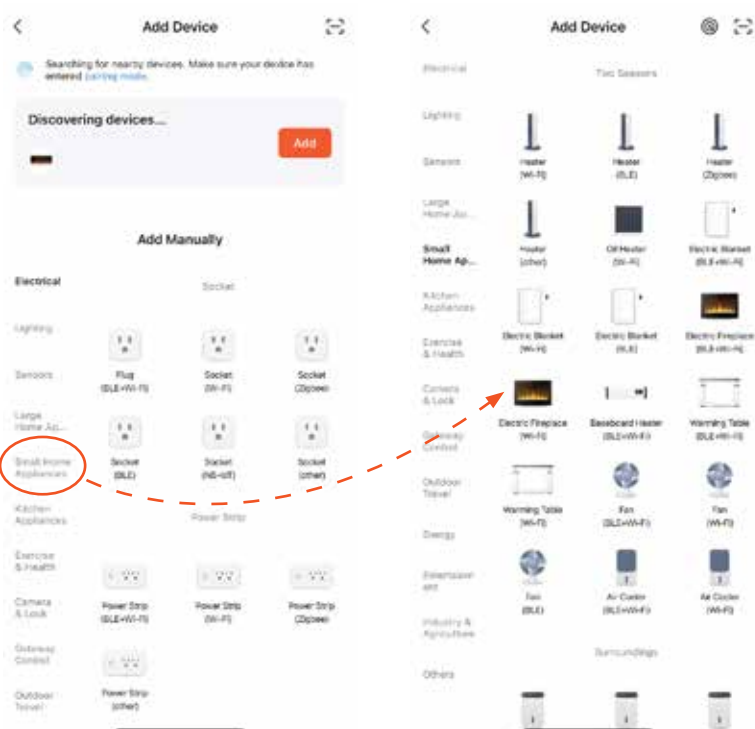 Add Device
Searching for nearby devices. Make sure your device has
entered pairing mode.
Discovering devices...
Add
Add Manually
Electrical
Socket
Lighting
Sensors
Plug
(BLE+Wi-Fi)
Socket
(Wi-Fi)
Socket
(Zigbee)
Large
Home Ap...
Small Home
Appliances
Socket
(BLE)
Socket
Socket
(other)
Kitchen
Appliances
Power Strip
Exercise
& Health
Camera
& Lock
Power Strip
(BLE+Wi-Fi)
Power Strip
(Wi-Fi)
Power Strip
(Zigbee)
Gateway
Control
Outdoor
Travel
Power Strip
(other)
Add Device
Electrical
Lighting
Sensors
Large
Home Ap...
Small
Home Ap...
Kitchen
Appliances
Exercise
& Health
Camera
& Lock
Gateway
Control
Outdoor
Travel
Energy
Entertainm
ent
Industry &
Agriculture
Others
Heater
(Wi-Fi)
Heater
(BLE)
Heater
(Zigbee)
Heater
(other)
Oil Heater
(Wi-Fi)
Electric Blanket
(BLE+Wi-Fi)
Electric Blanket
(Wi-Fi)
Electric Blanket
(BLE)
Electric Fireplace
(BLE+Wi-Fi)
Electric Fireplace
(Wi-Fi)
Baseboard Heater
(BLE+Wi-Fi)
Warming Table
(BLE+Wi-Fi)
Warming Table
(Wi-Fi)
Fan
(BLE+Wi-Fi)
Fan
(Wi-Fi)
Fan
(BLE)
Air Cooler
(BLE+Wi-Fi)
Air Cooler
(Wi-Fi)
Surroundings